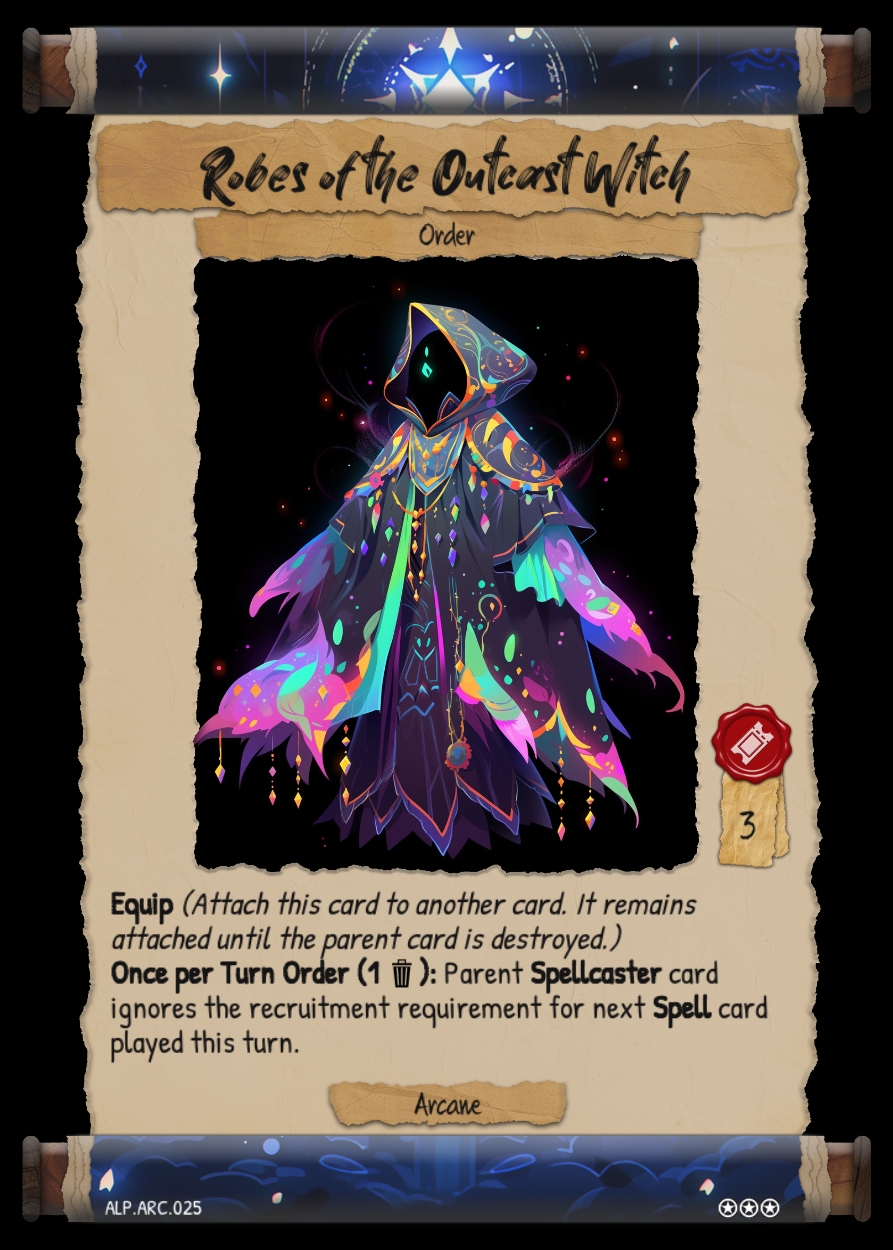 Robes of the Outcast Witch
Order
3
Equip (Attach this card to another card. It remains
attached until the parent card is destroyed.)
Once per Turn Order (1 🗑): Parent Spellcaster card
ignores the recruitment requirement for next Spell card
played this turn.
Arcane
ALP.ARC.025